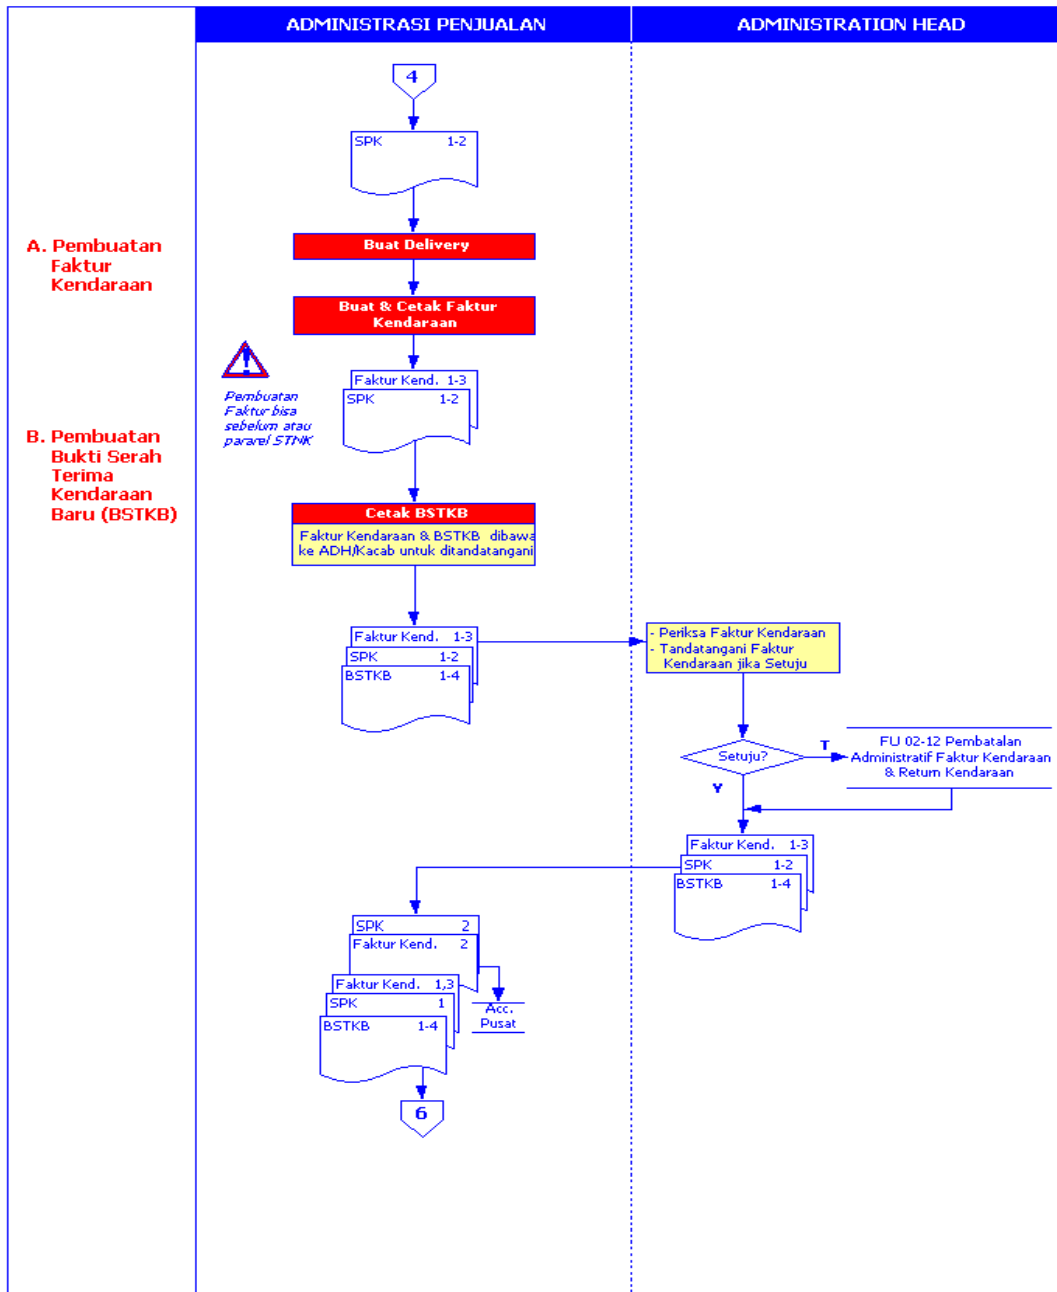 ADMINISTRASI PENJUALAN
ADMINISTRATION HEAD
4
SPK 1-2
A. Pembuatan
Faktur
Kendaraan
Buat Delivery
Buat & Cetak Faktur
Kendaraan
Pembuatan
Faktur bisa
sebelum atau
pararel STNK
Faktur Kend. 1-3
SPK 1-2
B. Pembuatan
Bukti Serah
Terima
Kendaraan
Baru (BSTKB)
Cetak BSTKB
Faktur Kendaraan & BSTKB dibawa
ke ADH/Kacab untuk ditandatangani
Faktur Kend. 1-3
SPK 1-2
BSTKB 1-4
- Periksa Faktur Kendaraan
- Tandatangani Faktur
Kendaraan jika Setuju
Setuju?
T
Y
FU 02-12 Pembatalan
Administratif Faktur Kendaraan
& Return Kendaraan
Faktur Kend. 1-3
SPK 1-2
BSTKB 1-4
SPK 2
Faktur Kend. 2
Faktur Kend. 1,3
SPK 1
BSTKB 1-4
Acc.
Pusat
6